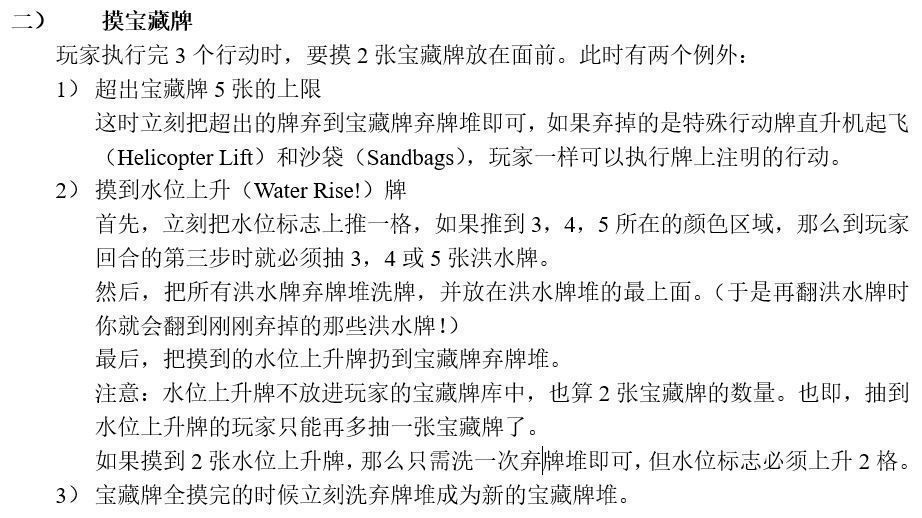 二） 摸宝藏牌
玩家执行完 3 个行动时，要摸 2 张宝藏牌放在面前。此时有两个例外：
1） 超出宝藏牌 5 张的上限
这时立刻把超出的牌弃到宝藏牌弃牌堆即可，如果弃掉的是特殊行动牌直升机起飞
（Helicopter Lift）和沙袋（Sandbags），玩家一样可以执行牌上注明的行动。
2） 摸到水位上升（Water Rise!）牌
首先，立刻把水位标志上推一格，如果推到 3，4，5 所在的颜色区域，那么到玩家
回合的第三步时就必须抽 3，4 或 5 张洪水牌。
然后，把所有洪水牌弃牌堆洗牌，并放在洪水牌堆的最上面。（于是再翻洪水牌时
你就会翻到刚刚弃掉的那些洪水牌！）
最后，把摸到的水位上升牌扔到宝藏牌弃牌堆。
注意：水位上升牌不放进玩家的宝藏牌库中，也算 2 张宝藏牌的数量。也即，抽到
水位上升牌的玩家只能再多抽一张宝藏牌了。
如果摸到 2 张水位上升牌，那么只需洗一次弃牌堆即可，但水位标志必须上升 2 格。
3） 宝藏牌全摸完的时候立刻洗弃牌堆成为新的宝藏牌堆。